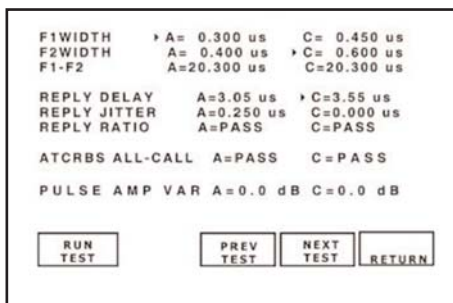 F1WIDTH ▸ A= 0.300 us C= 0.450 us
F2WIDTH A= 0.400 us ▸ C= 0.600 us
F1-F2 A=20.300 us C=20.300 us
REPLY DELAY A=3.05 us ▸ C=3.55 us
REPLY JITTER A=0.250 us C=0.000 us
REPLY RATIO A=PASS C=PASS
ATCRBS ALL-CALL A=PASS C=PASS
PULSE AMP VAR A=0.0 dB C=0.0 dB
RUN TEST
PREV TEST
NEXT TEST
RETURN